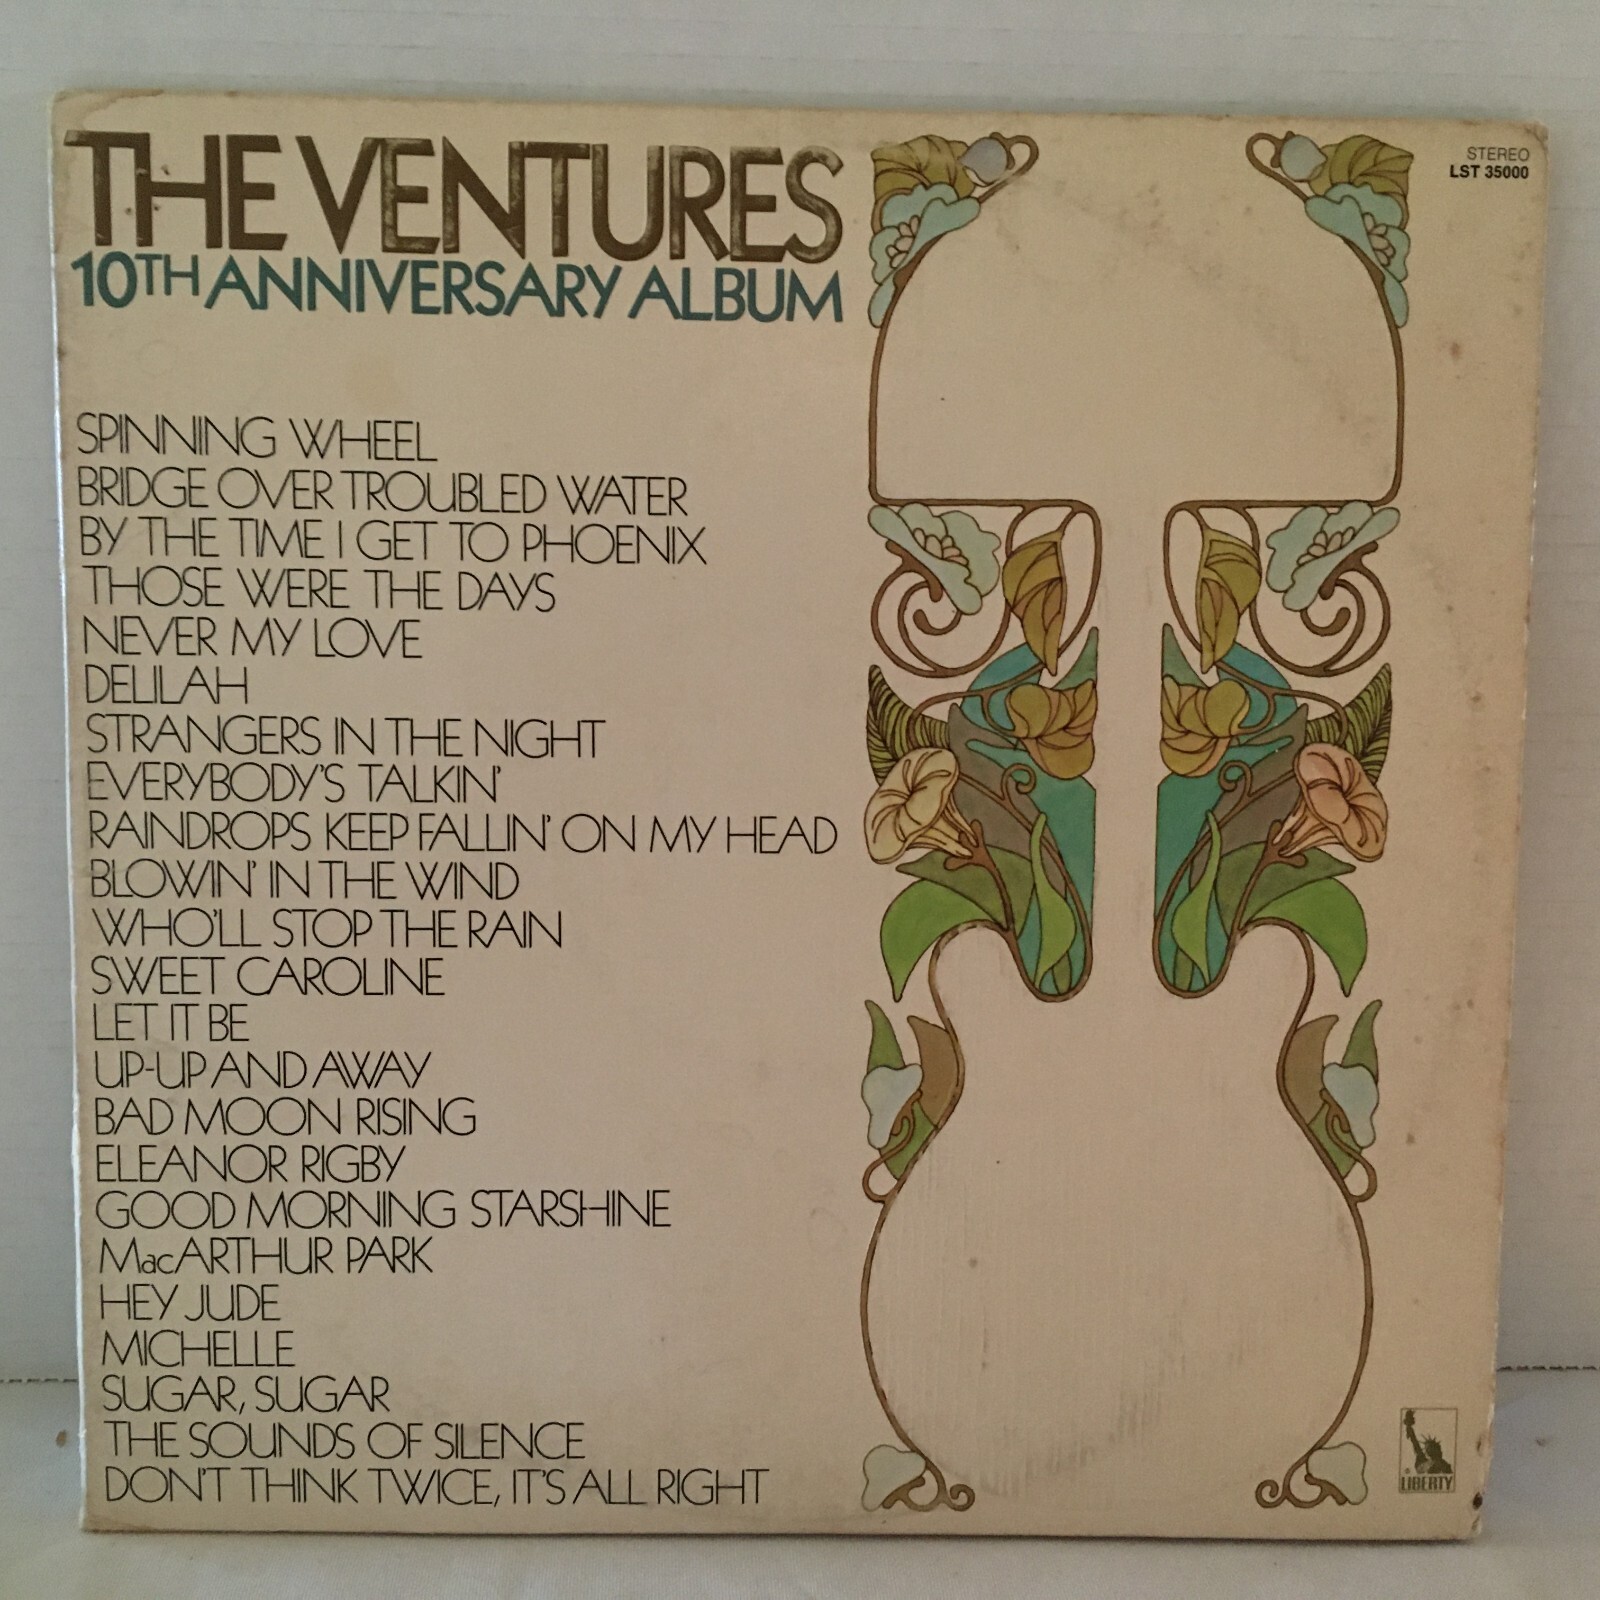 THE VENTURES
10TH ANNIVERSARY ALBUM
STEREO
LST 35000
SPINNING WHEEL
BRIDGE OVER TROUBLED WATER
BY THE TIME I GET TO PHOENIX
THOSE WERE THE DAYS
NEVER MY LOVE
DELILAH
STRANGERS IN THE NIGHT
EVERYBODY'S TALKIN'
RAINDROPS KEEP FALLIN' ON MY HEAD
BLOWIN' IN THE WIND
WHO'LL STOP THE RAIN
SWEET CAROLINE
LET IT BE
UP-UP AND AWAY
BAD MOON RISING
ELEANOR RIGBY
GOOD MORNING STARSHINE
MacARTHUR PARK
HEY JUDE
MICHELLE
SUGAR, SUGAR
THE SOUNDS OF SILENCE
DON'T THINK TWICE, IT'S ALL RIGHT
® LIBERTY